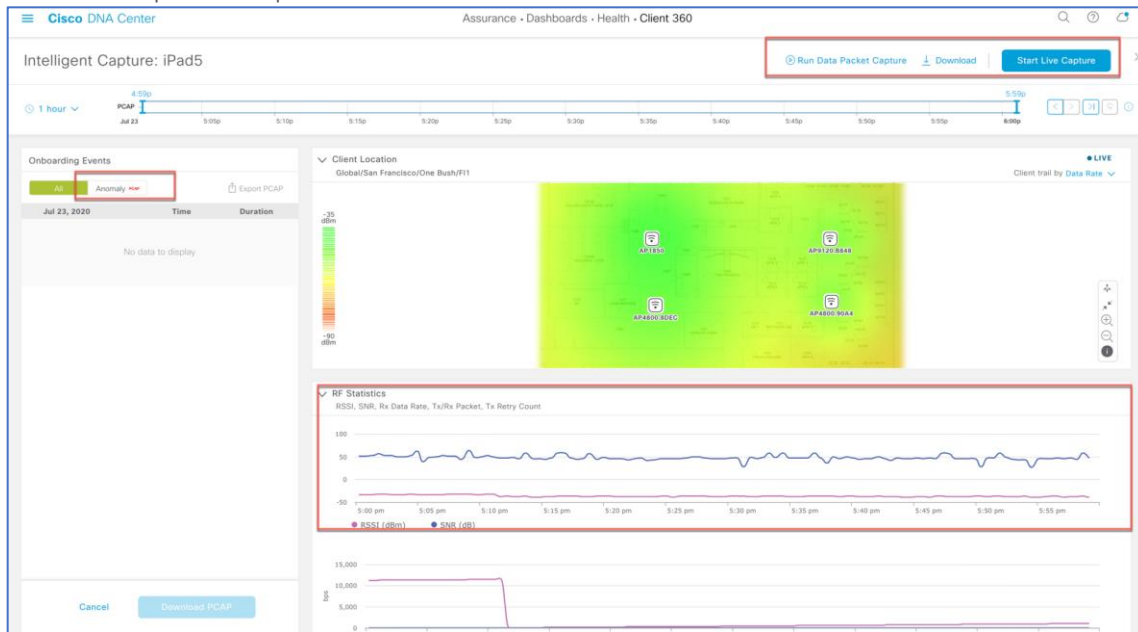 Cisco DNA Center
Assurance • Dashboards • Health • Client 360
Intelligent Capture: iPad5
Run Data Packet Capture
Download
Start Live Capture
1 hour
4:59p
5:59p
PCAP
Jul 23
5:05p
5:10p
5:15p
5:20p
5:25p
5:30p
5:35p
5:40p
5:45p
5:50p
5:55p
6:00p
Onboarding Events
All
Anomaly PCAP
Export PCAP
Jul 23, 2020
Time
Duration
No data to display
Cancel
Download PCAP
Client Location
Global/San Francisco/One Bush/Fl1
LIVE
Client trail by Data Rate
-35
dBm
-90
dBm
AP1850
AP9120.B848
AP4800.8DEC
AP4800.90A4
RF Statistics
RSSI, SNR, Rx Data Rate, Tx/Rx Packet, Tx Retry Count
100
50
0
-50
5:00 pm
5:05 pm
5:10 pm
5:15 pm
5:20 pm
5:25 pm
5:30 pm
5:35 pm
5:40 pm
5:45 pm
5:50 pm
5:55 pm
RSSI (dBm)
SNR (dB)
15,000
10,000
5,000
0
bps